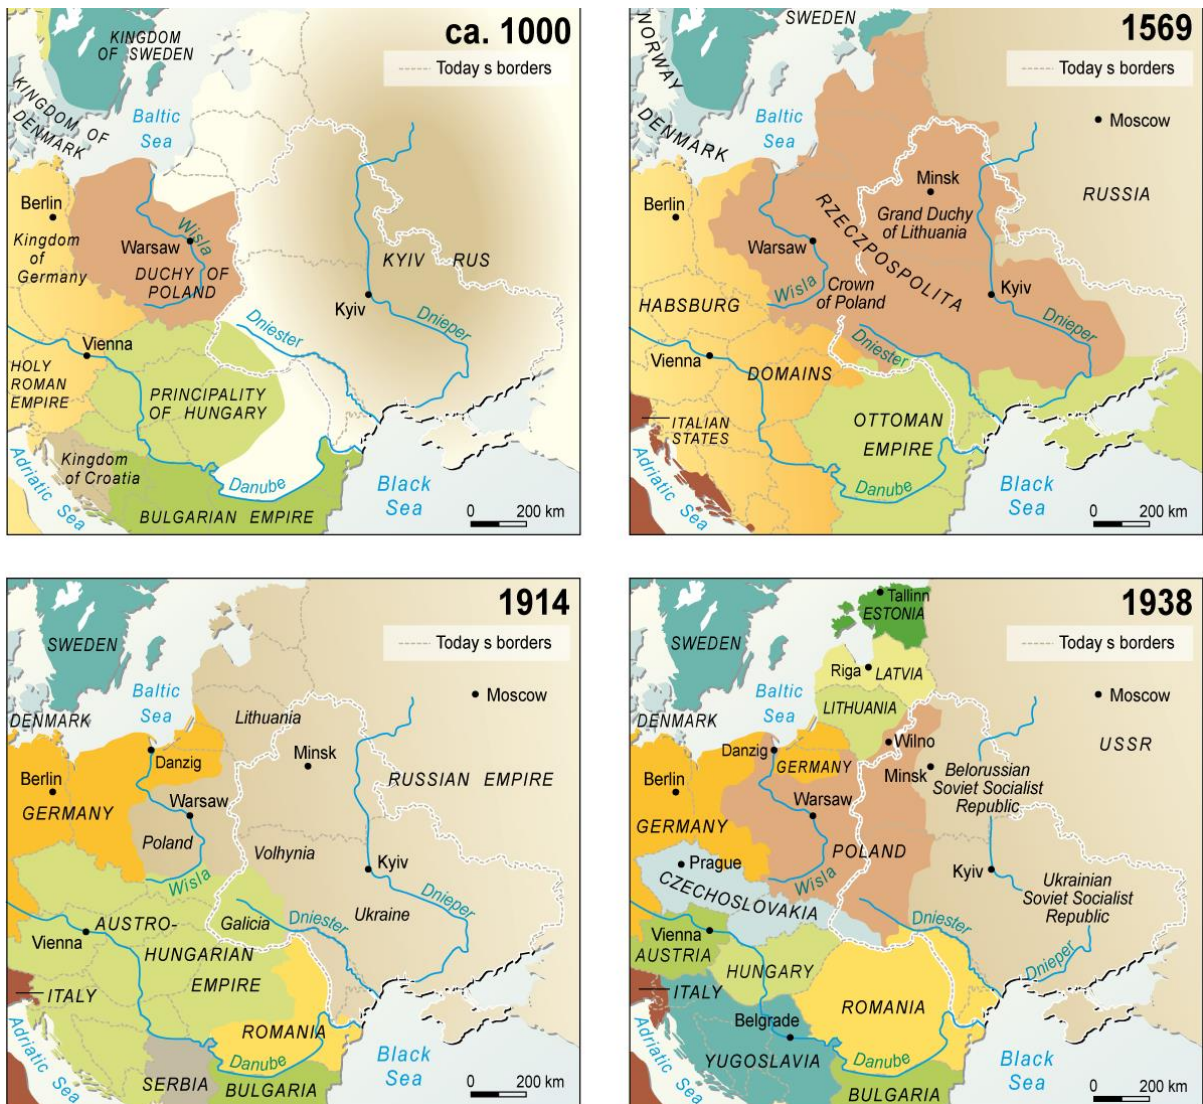 ca. 1000
Today s borders
KINGDOM
OF SWEDEN
KINGDOM OF
DENMARK
Baltic
Sea
Berlin
Kingdom
of
Germany
Wisla
Warsaw
DUCHY OF
POLAND
KYIV RUS
Kyiv
Dniester
Dnieper
Vienna
HOLY
ROMAN
EMPIRE
PRINCIPALITY
OF HUNGARY
Kingdom
of Croatia
Adriatic Sea
Danube
BULGARIAN EMPIRE
Black
Sea
0 200 km
1569
Today s borders
SWEDEN
NORWAY
DENMARK
Baltic
Sea
Moscow
RUSSIA
Minsk
Grand Duchy
of Lithuania
Berlin
RZECZPOSPOLITA
Warsaw
Wisla
Crown
of Poland
Kyiv
HABSBURG
Dnieper
Dniester
Vienna
DOMAINS
ITALIAN
STATES
OTTOMAN
EMPIRE
Adriatic Sea
Danube
Black
Sea
0 200 km
1914
Today s borders
SWEDEN
DENMARK
Baltic
Sea
Moscow
Lithuania
Minsk
Danzig
RUSSIAN EMPIRE
Berlin
GERMANY
Warsaw
Poland
Volhynia
Kyiv
Wisla
Dnieper
Galicia
Dniester
Ukraine
AUSTRO-
Vienna
HUNGARIAN
EMPIRE
ITALY
ROMANIA
Adriatic Sea
Danube
SERBIA
BULGARIA
Black
Sea
0 200 km
1938
Today s borders
Tallinn
ESTONIA
SWEDEN
Riga
LATVIA
Baltic
Sea
Moscow
DENMARK
LITHUANIA
Wilno
USSR
Danzig
GERMANY
Minsk
Belorussian
Soviet Socialist
Republic
Berlin
GERMANY
Warsaw
POLAND
Prague
Wisla
Kyiv
CZECHOSLOVAKIA
Ukrainian
Soviet Socialist
Republic
Dniester
Dnieper
Vienna
AUSTRIA
HUNGARY
ITALY
ROMANIA
Belgrade
Adriatic Sea
YUGOSLAVIA
Danube
BULGARIA
Black
Sea
0 200 km